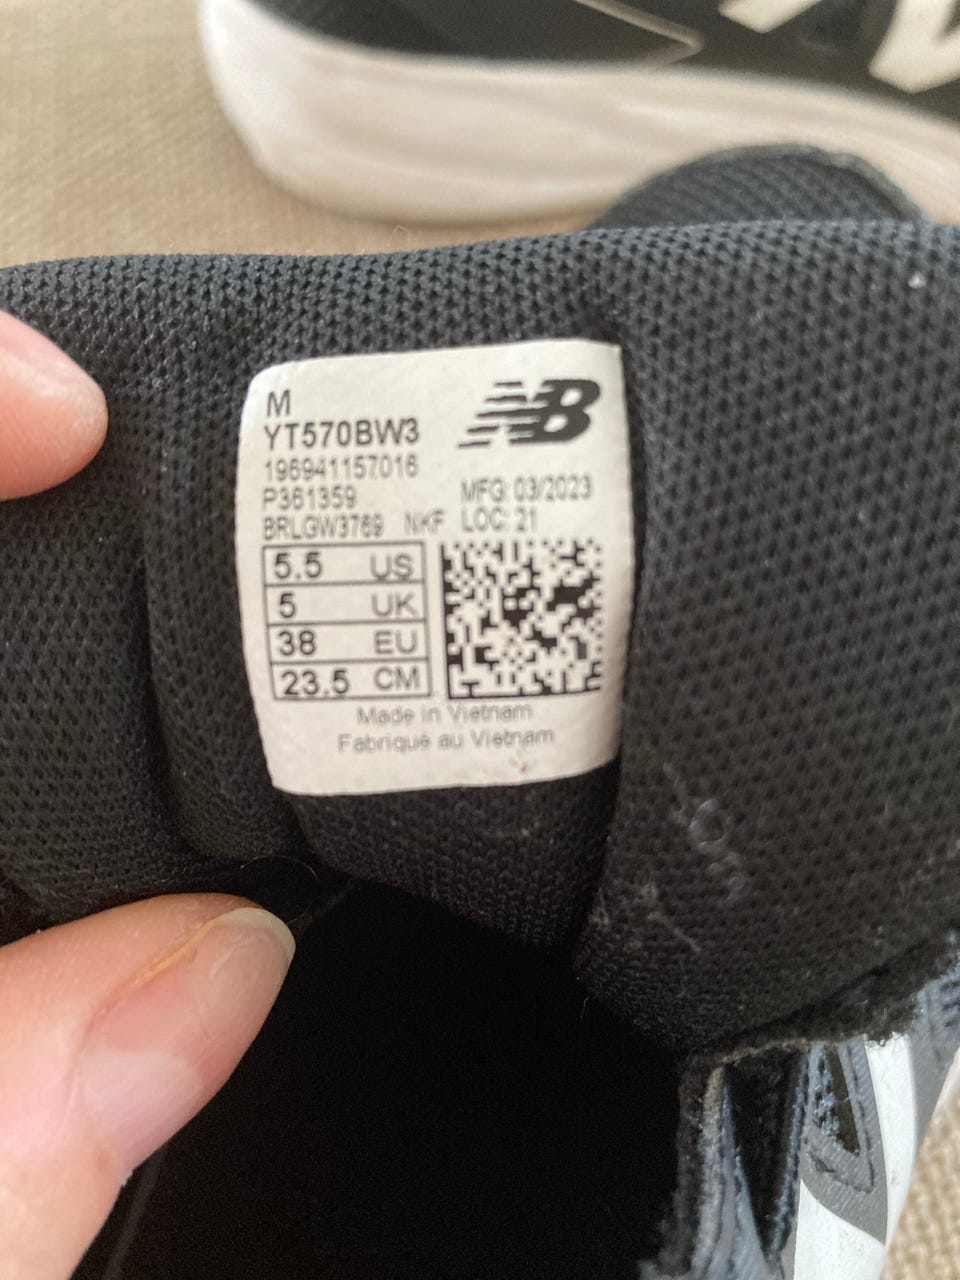 M
YT570BW3
196941157016
P361359
BRLGW3769 NKF
NB
MFG: 03/2023
LOC: 21
5.5 US
5 UK
38 EU
23.5 CM
Made in Vietnam
Fabriqué au Vietnam